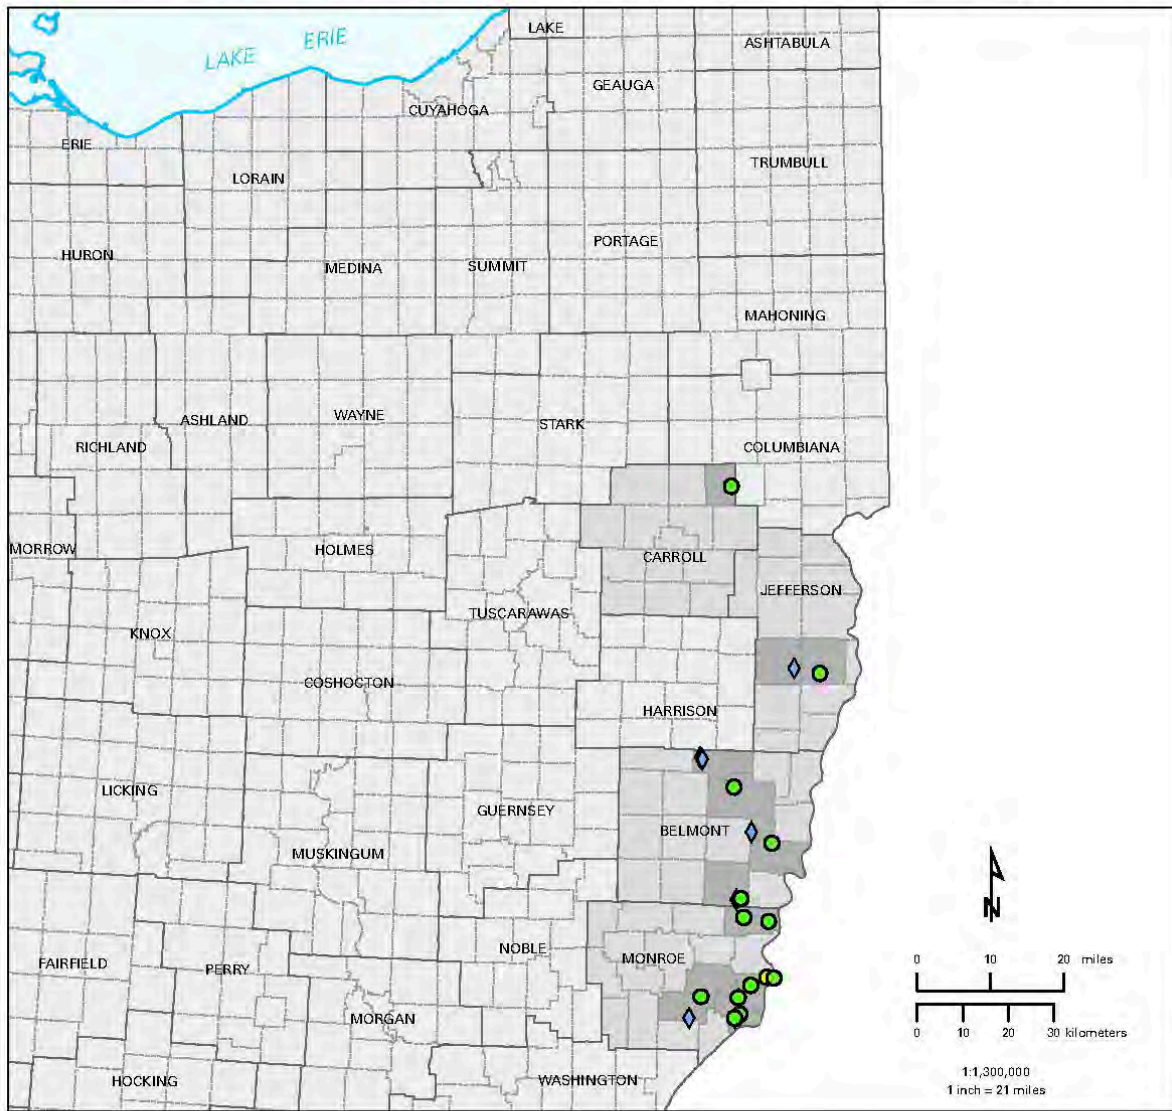 LAKE
ERIE
LAKE
ASHTABULA
GEAUGA
CUYAHOGA
ERIE
TRUMBULL
LORAIN
PORTAGE
HURON
MEDINA
SUMMIT
MAHONING
WAYNE
ASHLAND
STARK
RICHLAND
COLUMBIANA
MORROW
HOLMES
CARROLL
JEFFERSON
TUSCARAWAS
KNOX
COSHOCTON
HARRISON
LICKING
GUERNSEY
BELMONT
MUSKINGUM
N
NOBLE
MONROE
FAIRFIELD
PERRY
0 10 20 miles
MORGAN
0 10 20 30 kilometers
1:1,300,000
HOCKING
WASHINGTON
1 inch = 21 miles